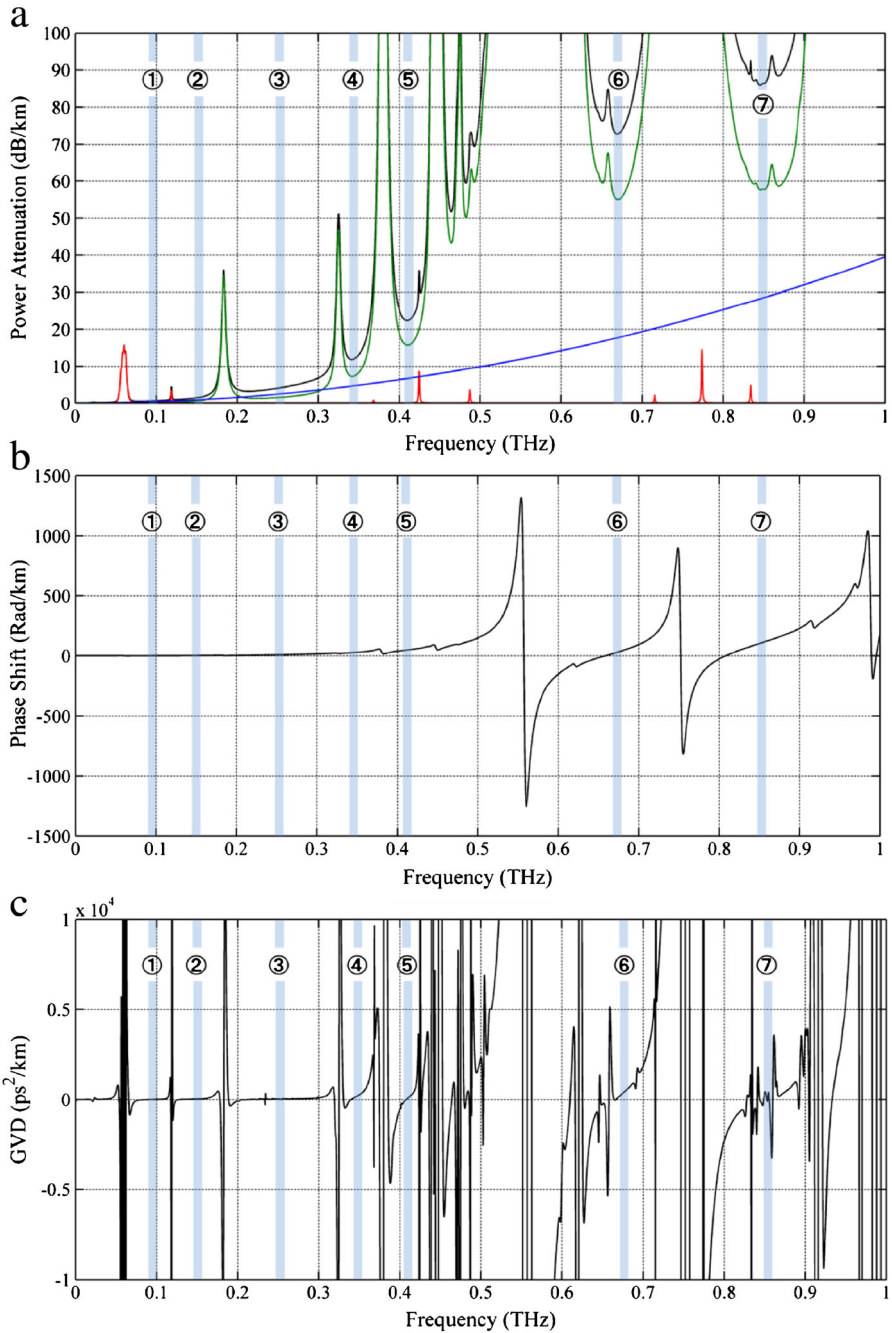 a
100
90
80
70
60
50
40
30
20
10
0
Power Attenuation (dB/km)
① ② ③ ④ ⑤ ⑥ ⑦
0.1 0.2 0.3 0.4 0.5 0.6 0.7 0.8 0.9 1
Frequency (THz)
b
1500
1000
500
0
-500
-1000
-1500
Phase Shift (Rad/km)
① ② ③ ④ ⑤ ⑥ ⑦
0 0.1 0.2 0.3 0.4 0.5 0.6 0.7 0.8 0.9 1
Frequency (THz)
c
x 10⁴
1
0.5
0
-0.5
-1
GVD (ps²/km)
① ② ③ ④ ⑤ ⑥ ⑦
0 0.1 0.2 0.3 0.4 0.5 0.6 0.7 0.8 0.9 1
Frequency (THz)